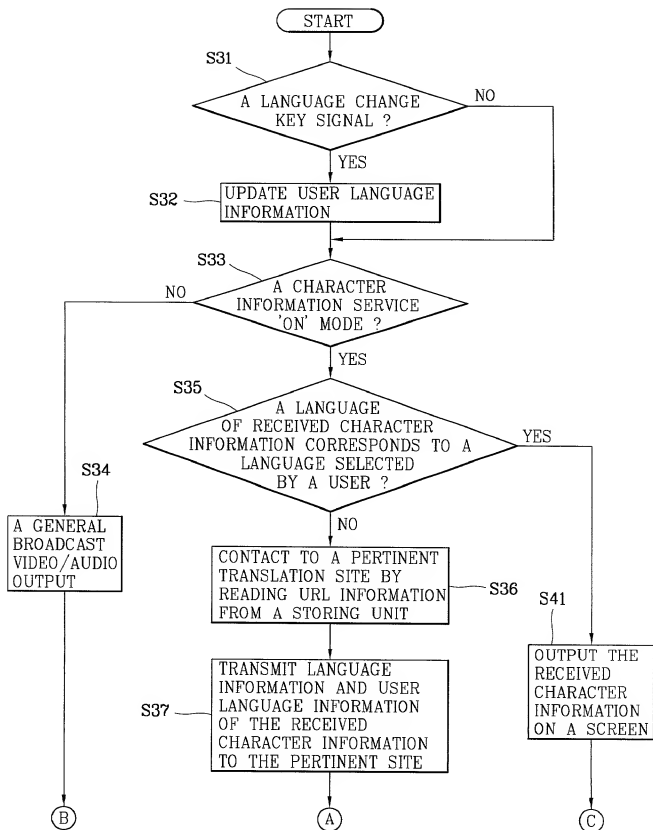 START
S31
A LANGUAGE CHANGE
KEY SIGNAL ?
NO
YES
S32
UPDATE USER LANGUAGE
INFORMATION
S33
A CHARACTER
INFORMATION SERVICE
'ON' MODE ?
NO
YES
S35
A LANGUAGE
OF RECEIVED CHARACTER
INFORMATION CORRESPONDS TO A
LANGUAGE SELECTED
BY A USER ?
YES
NO
S34
A GENERAL
BROADCAST
VIDEO/AUDIO
OUTPUT
CONTACT TO A PERTINENT
TRANSLATION SITE BY
READING URL INFORMATION
FROM A STORING UNIT
S36
S41
OUTPUT THE
RECEIVED
CHARACTER
INFORMATION
ON A SCREEN
S37
TRANSMIT LANGUAGE
INFORMATION AND USER
LANGUAGE INFORMATION
OF THE RECEIVED
CHARACTER INFORMATION
TO THE PERTINENT SITE
B
A
C